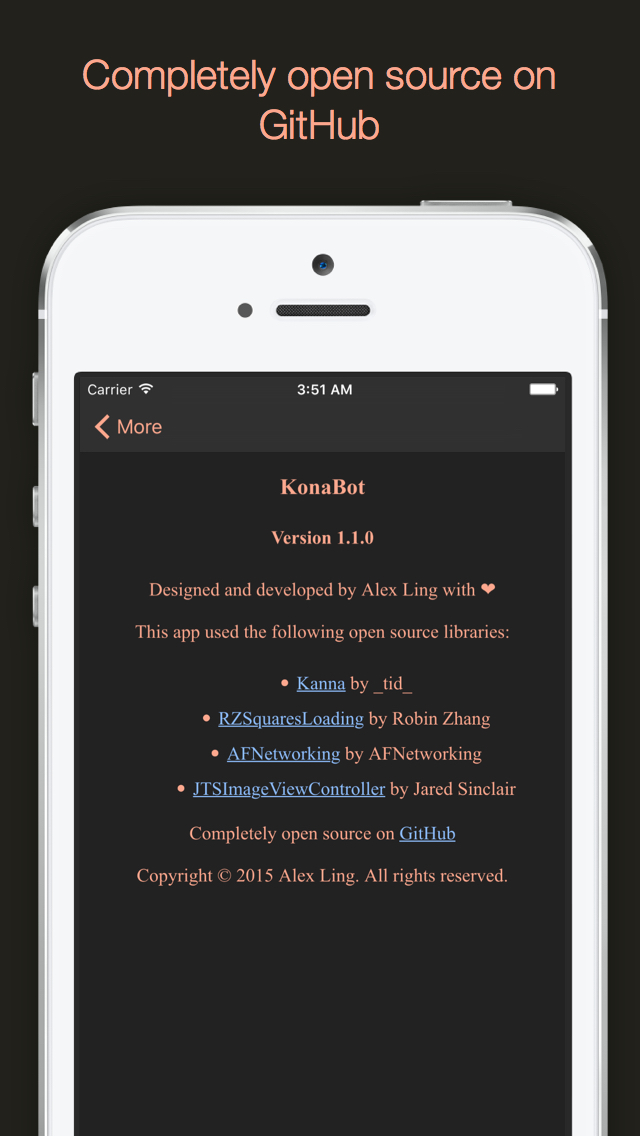 Completely open source on
GitHub
Carrier
3:51 AM
More
KonaBot
Version 1.1.0
Designed and developed by Alex Ling with ❤
This app used the following open source libraries:
• Kanna by _tid_
• RZSquaresLoading by Robin Zhang
• AFNetworking by AFNetworking
• JTSImageViewController by Jared Sinclair
Completely open source on GitHub
Copyright © 2015 Alex Ling. All rights reserved.